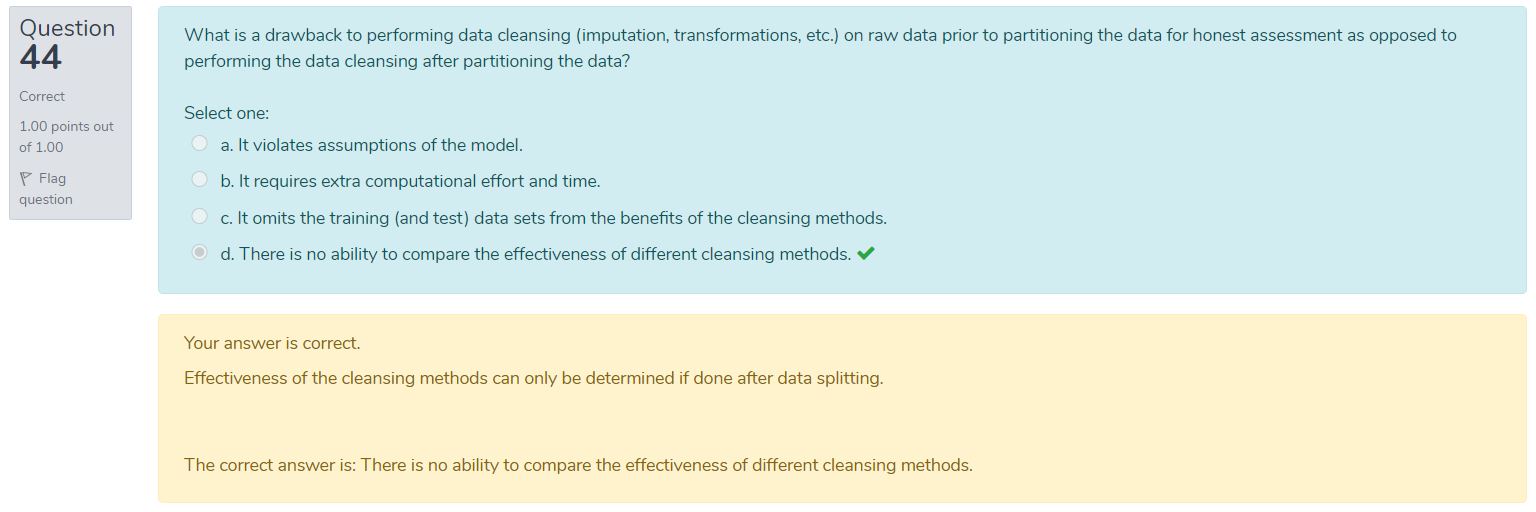 Question
44
Correct
1.00 points out
of 1.00
Flag
question
What is a drawback to performing data cleansing (imputation, transformations, etc.) on raw data prior to partitioning the data for honest assessment as opposed to
performing the data cleansing after partitioning the data?
Select one:
a. It violates assumptions of the model.
b. It requires extra computational effort and time.
c. It omits the training (and test) data sets from the benefits of the cleansing methods.
d. There is no ability to compare the effectiveness of different cleansing methods.
Your answer is correct.
Effectiveness of the cleansing methods can only be determined if done after data splitting.
The correct answer is: There is no ability to compare the effectiveness of different cleansing methods.